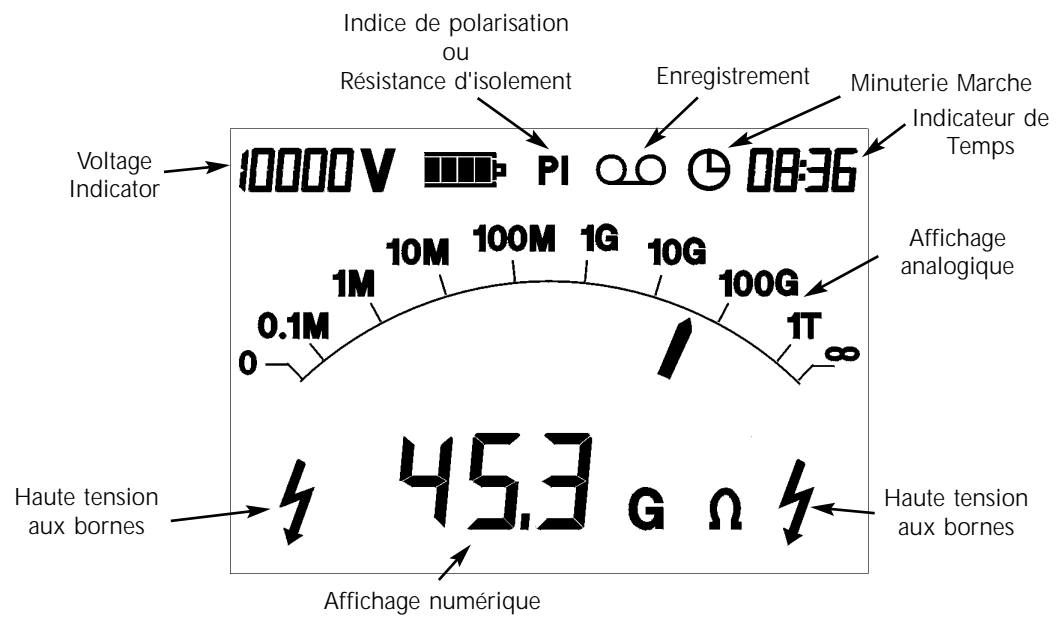 Indice de polarisation
ou
Résistance d'isolement
Enregistrement
Minuterie Marche
Indicateur de
Temps
Voltage
Indicator
10000 V
PI
08:36
0
0.1M
1M
10M
100M
1G
10G
100G
1T
∞
Affichage
analogique
45.3 G Ω
Haute tension
aux bornes
Haute tension
aux bornes
Affichage numérique